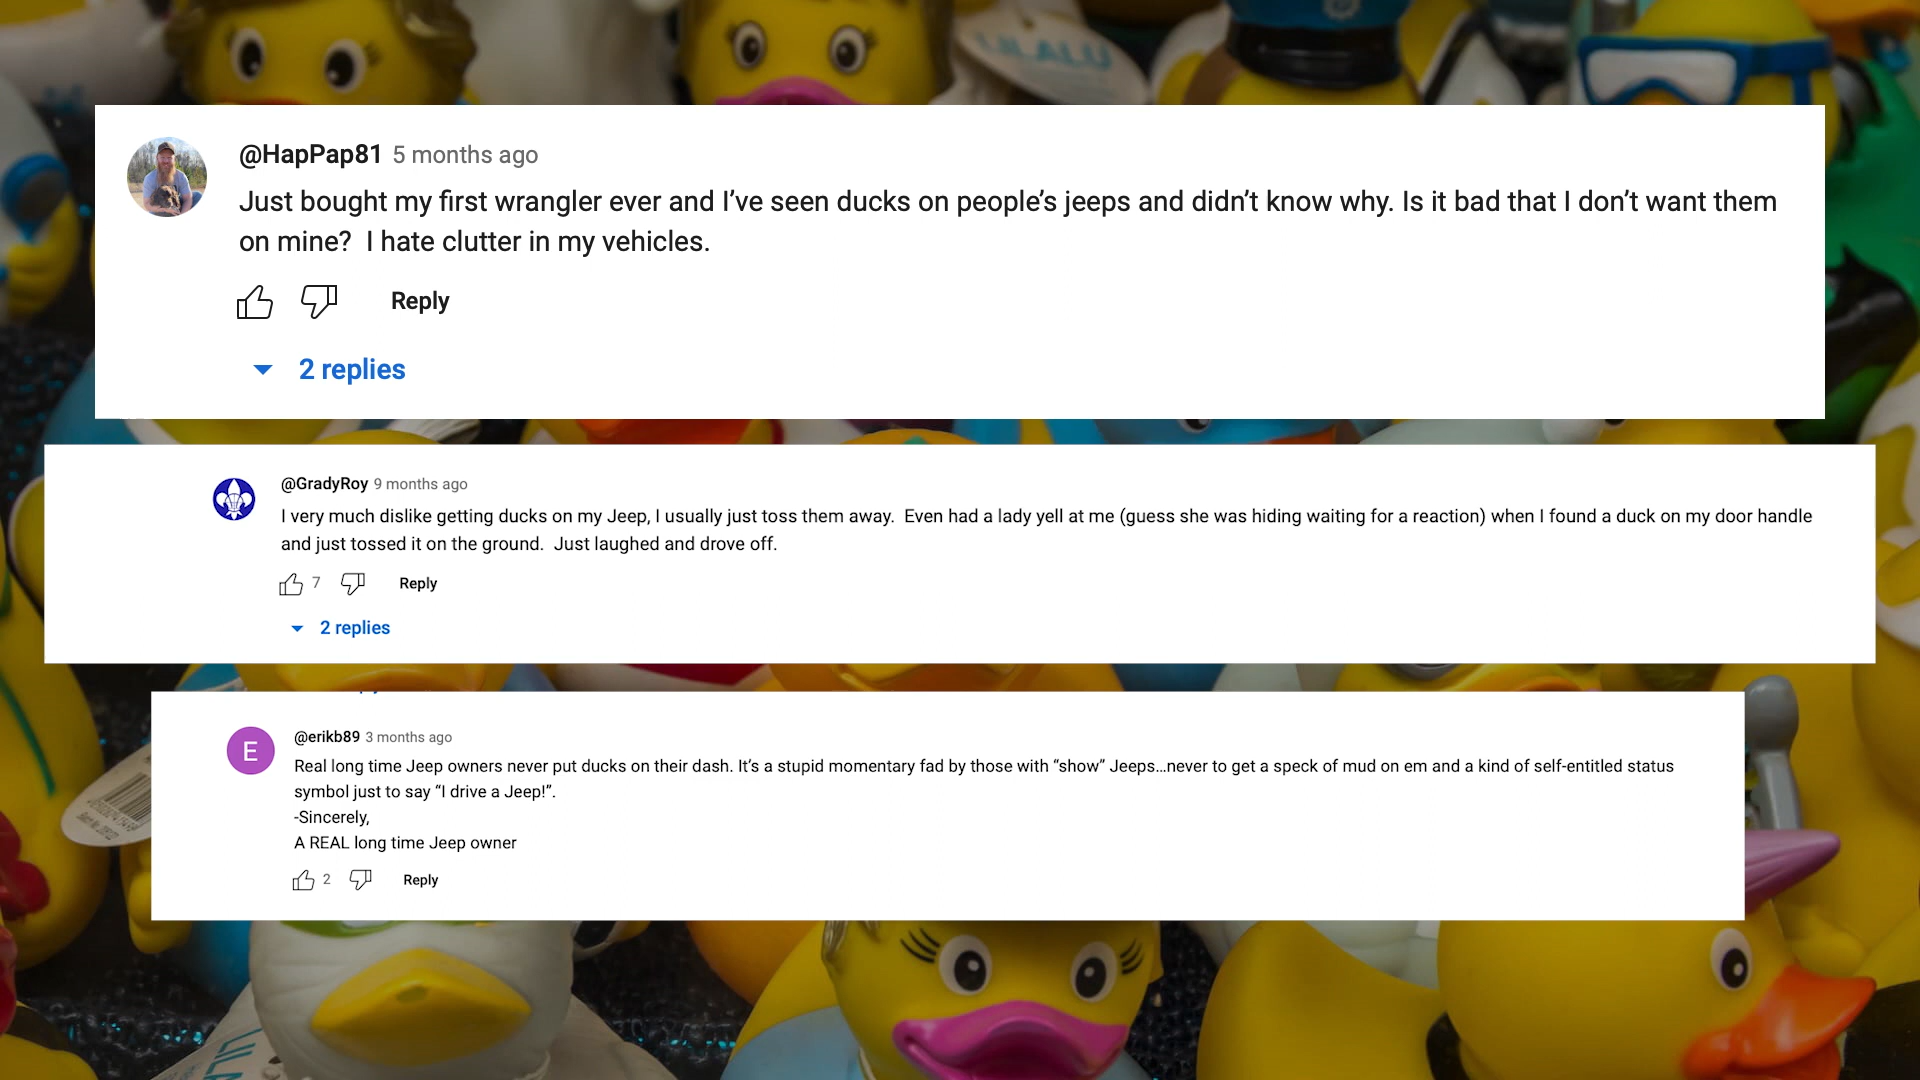 LILALU
@HapPap81 5 months ago
Just bought my first wrangler ever and I’ve seen ducks on people’s jeeps and didn’t know why. Is it bad that I don’t want them
on mine?  I hate clutter in my vehicles.
Reply
2 replies
@GradyRoy 9 months ago
I very much dislike getting ducks on my Jeep, I usually just toss them away.  Even had a lady yell at me (guess she was hiding waiting for a reaction) when I found a duck on my door handle
and just tossed it on the ground.  Just laughed and drove off.
7 Reply
2 replies
E
@erikb89 3 months ago
Real long time Jeep owners never put ducks on their dash. It’s a stupid momentary fad by those with “show” Jeeps...never to get a speck of mud on em and a kind of self-entitled status
symbol just to say “I drive a Jeep!”.
-Sincerely,
A REAL long time Jeep owner
2 Reply